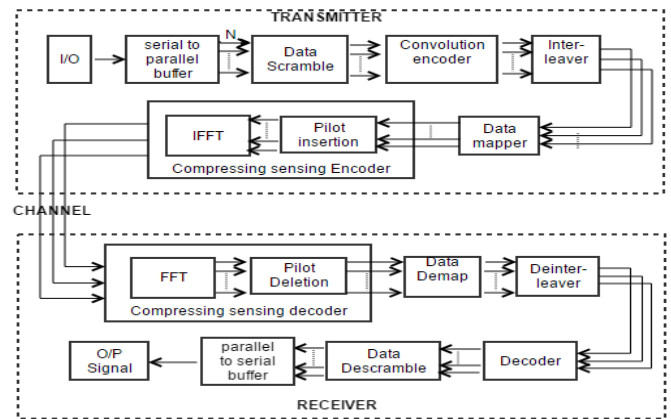 TRANSMITTER
I/O
serial to
parallel
buffer
N
Data
Scramble
Convolution
encoder
Inter-
leaver
IFFT
Pilot
insertion
Compressing sensing Encoder
Data
mapper
CHANNEL
FFT
Pilot
Deletion
Compressing sensing decoder
Data
Demap
Deinter-
leaver
O/P
Signal
parallel
to serial
buffer
Data
Descramble
Decoder
RECEIVER